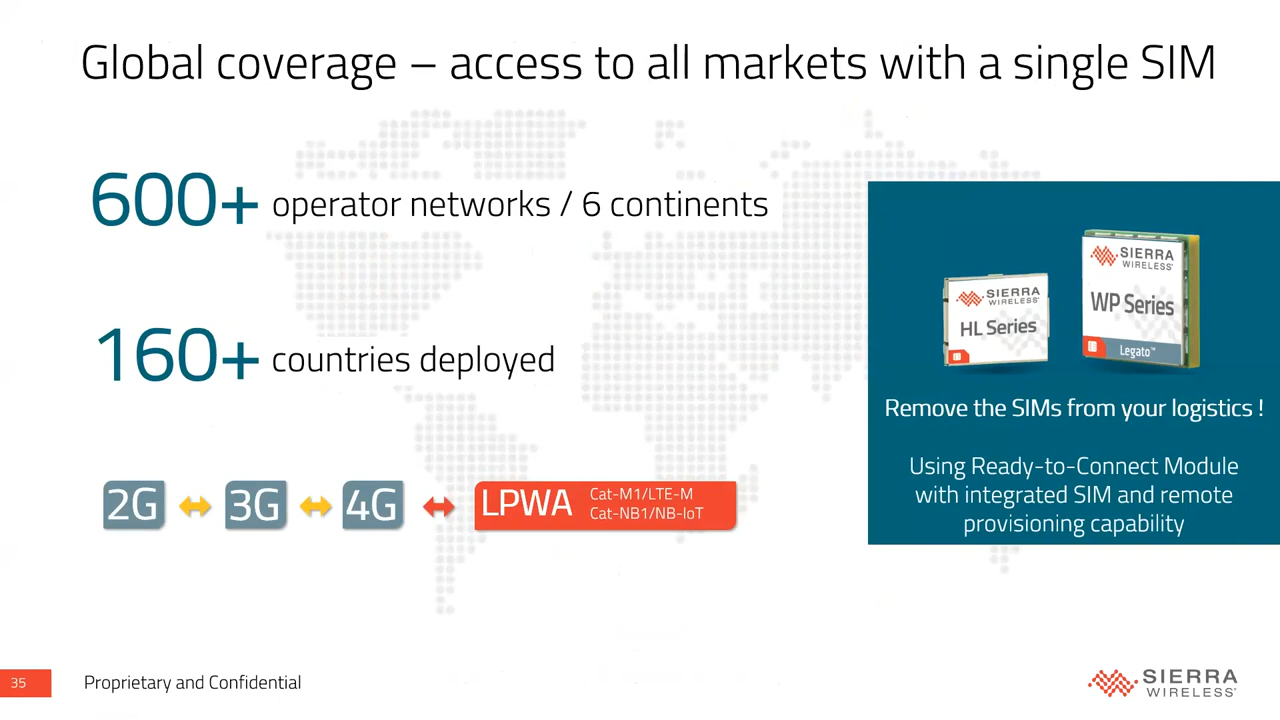 Global coverage – access to all markets with a single SIM
600+ operator networks / 6 continents
160+ countries deployed
2G 3G 4G LPWA Cat-M1/LTE-M
Cat-NB1/NB-IoT
SIERRA
WIRELESS
HL Series
SIERRA
WIRELESS
WP Series
Legato™
Remove the SIMs from your logistics !
Using Ready-to-Connect Module
with integrated SIM and remote
provisioning capability
35 Proprietary and Confidential
SIERRA
WIRELESS